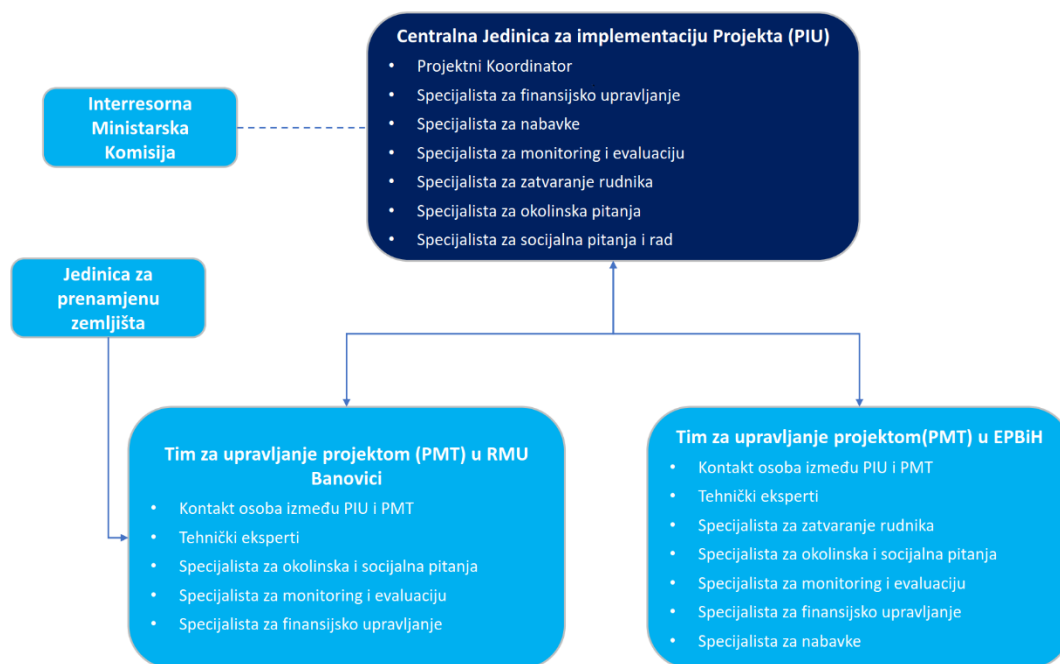 Centralna Jedinica za implementaciju Projekta (PIU)
• Projektni Koordinator
• Specijalista za finansijsko upravljanje
• Specijalista za nabavke
• Specijalista za monitoring i evaluaciju
• Specijalista za zatvaranje rudnika
• Specijalista za okolinska pitanja
• Specijalista za socijalna pitanja i rad
Interresorna
Ministarska
Komisija
Jedinica za
prenamjenu
zemljišta
Tim za upravljanje projektom (PMT) u RMU
Banovici
• Kontakt osoba između PIU i PMT
• Tehnički eksperti
• Specijalista za okolinska i socijalna pitanja
• Specijalista za monitoring i evaluaciju
• Specijalista za finansijsko upravljanje
Tim za upravljanje projektom(PMT) u EPBiH
• Kontakt osoba između PIU i PMT
• Tehnički eksperti
• Specijalista za zatvaranje rudnika
• Specijalista za okolinska i socijalna pitanja
• Specijalista za monitoring i evaluaciju
• Specijalista za finansijsko upravljanje
• Specijalista za nabavke